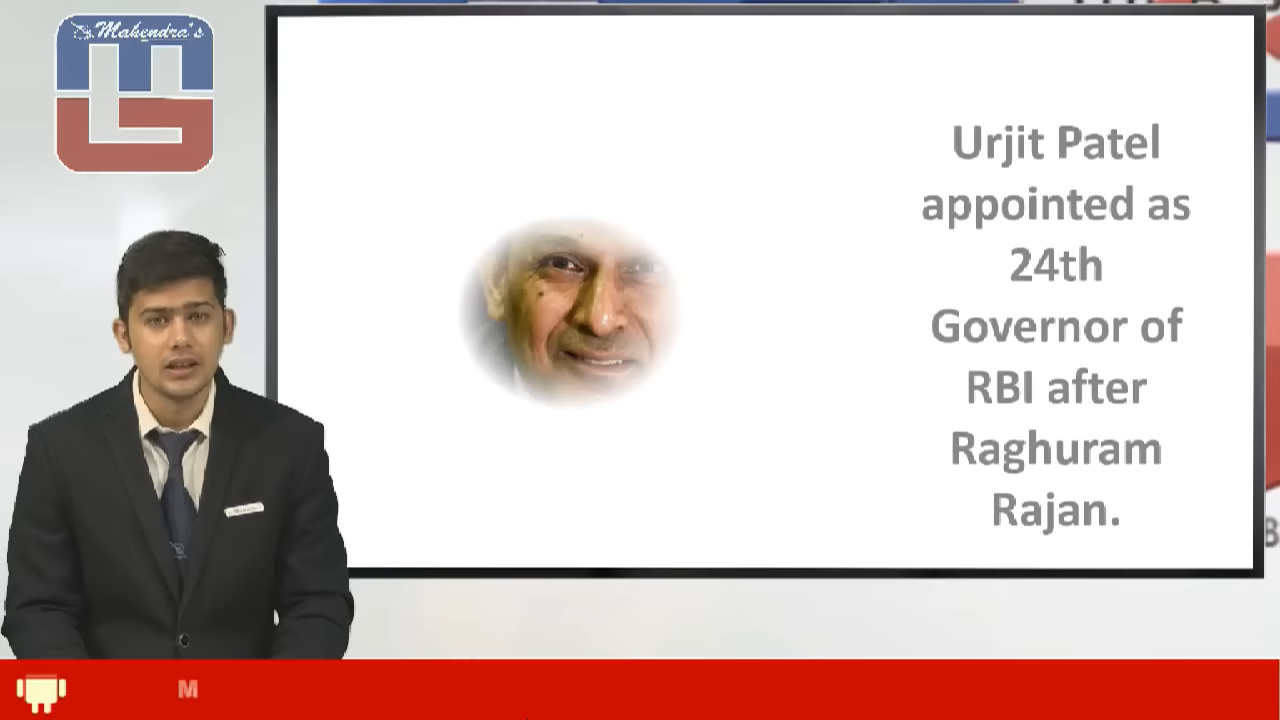 Mahendra's
Urjit Patel
appointed as
24th
Governor of
RBI after
Raghuram
Rajan.
M